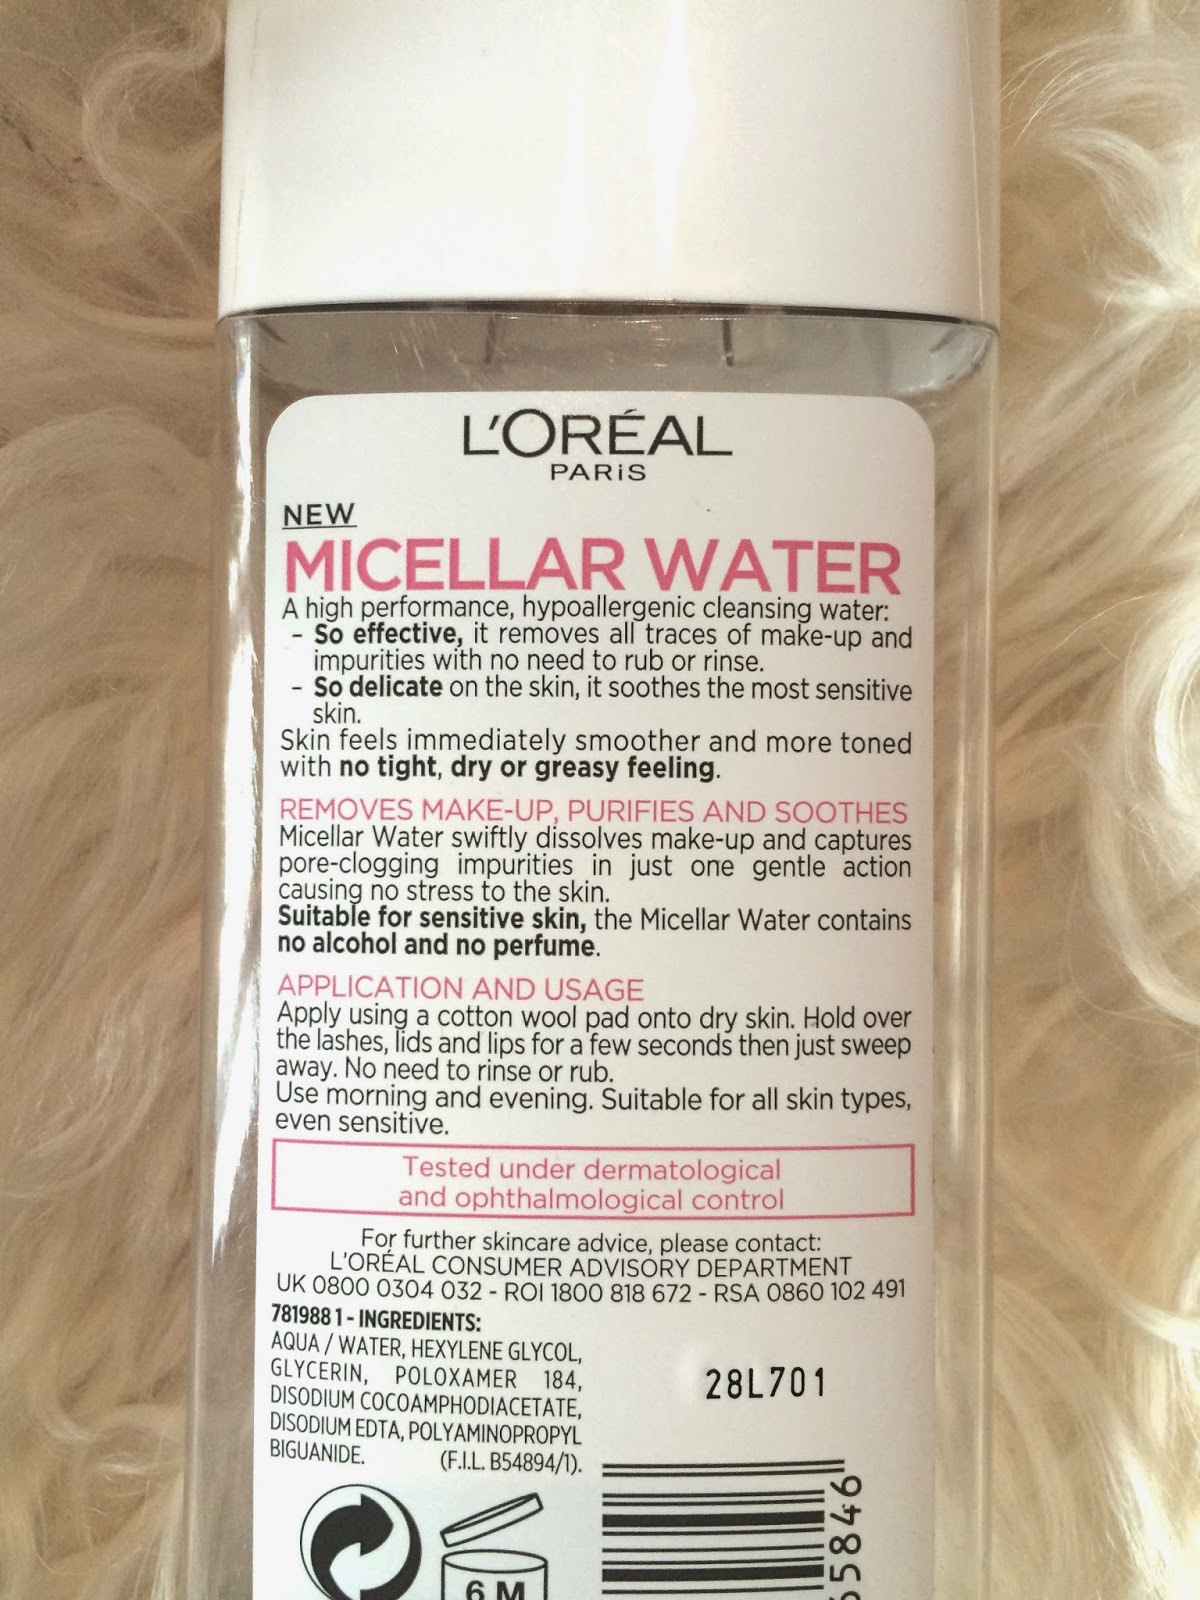 L'ORÉAL
PARiS
NEW
MICELLAR WATER
A high performance, hypoallergenic cleansing water:
- So effective, it removes all traces of make-up and
impurities with no need to rub or rinse.
- So delicate on the skin, it soothes the most sensitive
skin.
Skin feels immediately smoother and more toned
with no tight, dry or greasy feeling.
REMOVES MAKE-UP, PURIFIES AND SOOTHES
Micellar Water swiftly dissolves make-up and captures
pore-clogging impurities in just one gentle action
causing no stress to the skin.
Suitable for sensitive skin, the Micellar Water contains
no alcohol and no perfume.
APPLICATION AND USAGE
Apply using a cotton wool pad onto dry skin. Hold over
the lashes, lids and lips for a few seconds then just sweep
away. No need to rinse or rub.
Use morning and evening. Suitable for all skin types,
even sensitive.
Tested under dermatological
and ophthalmological control
For further skincare advice, please contact:
L'ORÉAL CONSUMER ADVISORY DEPARTMENT
UK 0800 0304 032 - ROI 1800 818 672 - RSA 0860 102 491
781988 1 - INGREDIENTS:
AQUA / WATER, HEXYLENE GLYCOL,
GLYCERIN, POLOXAMER 184,
DISODIUM COCOAMPHODIACETATE,
DISODIUM EDTA, POLYAMINOPROPYL
BIGUANIDE. (F.I.L. B54894/1).
28L701
6 M
65846